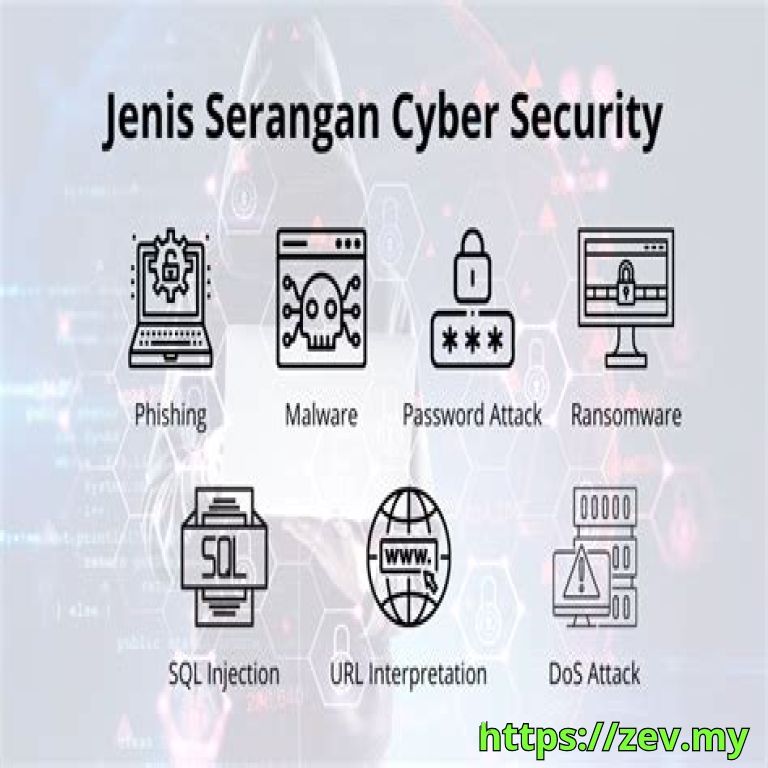 Jenis Serangan Cyber Security
Phishing
Malware
Password Attack
Ransomware
SQL
www.
SQL Injection
URL Interpretation
DoS Attack
https://zev.my